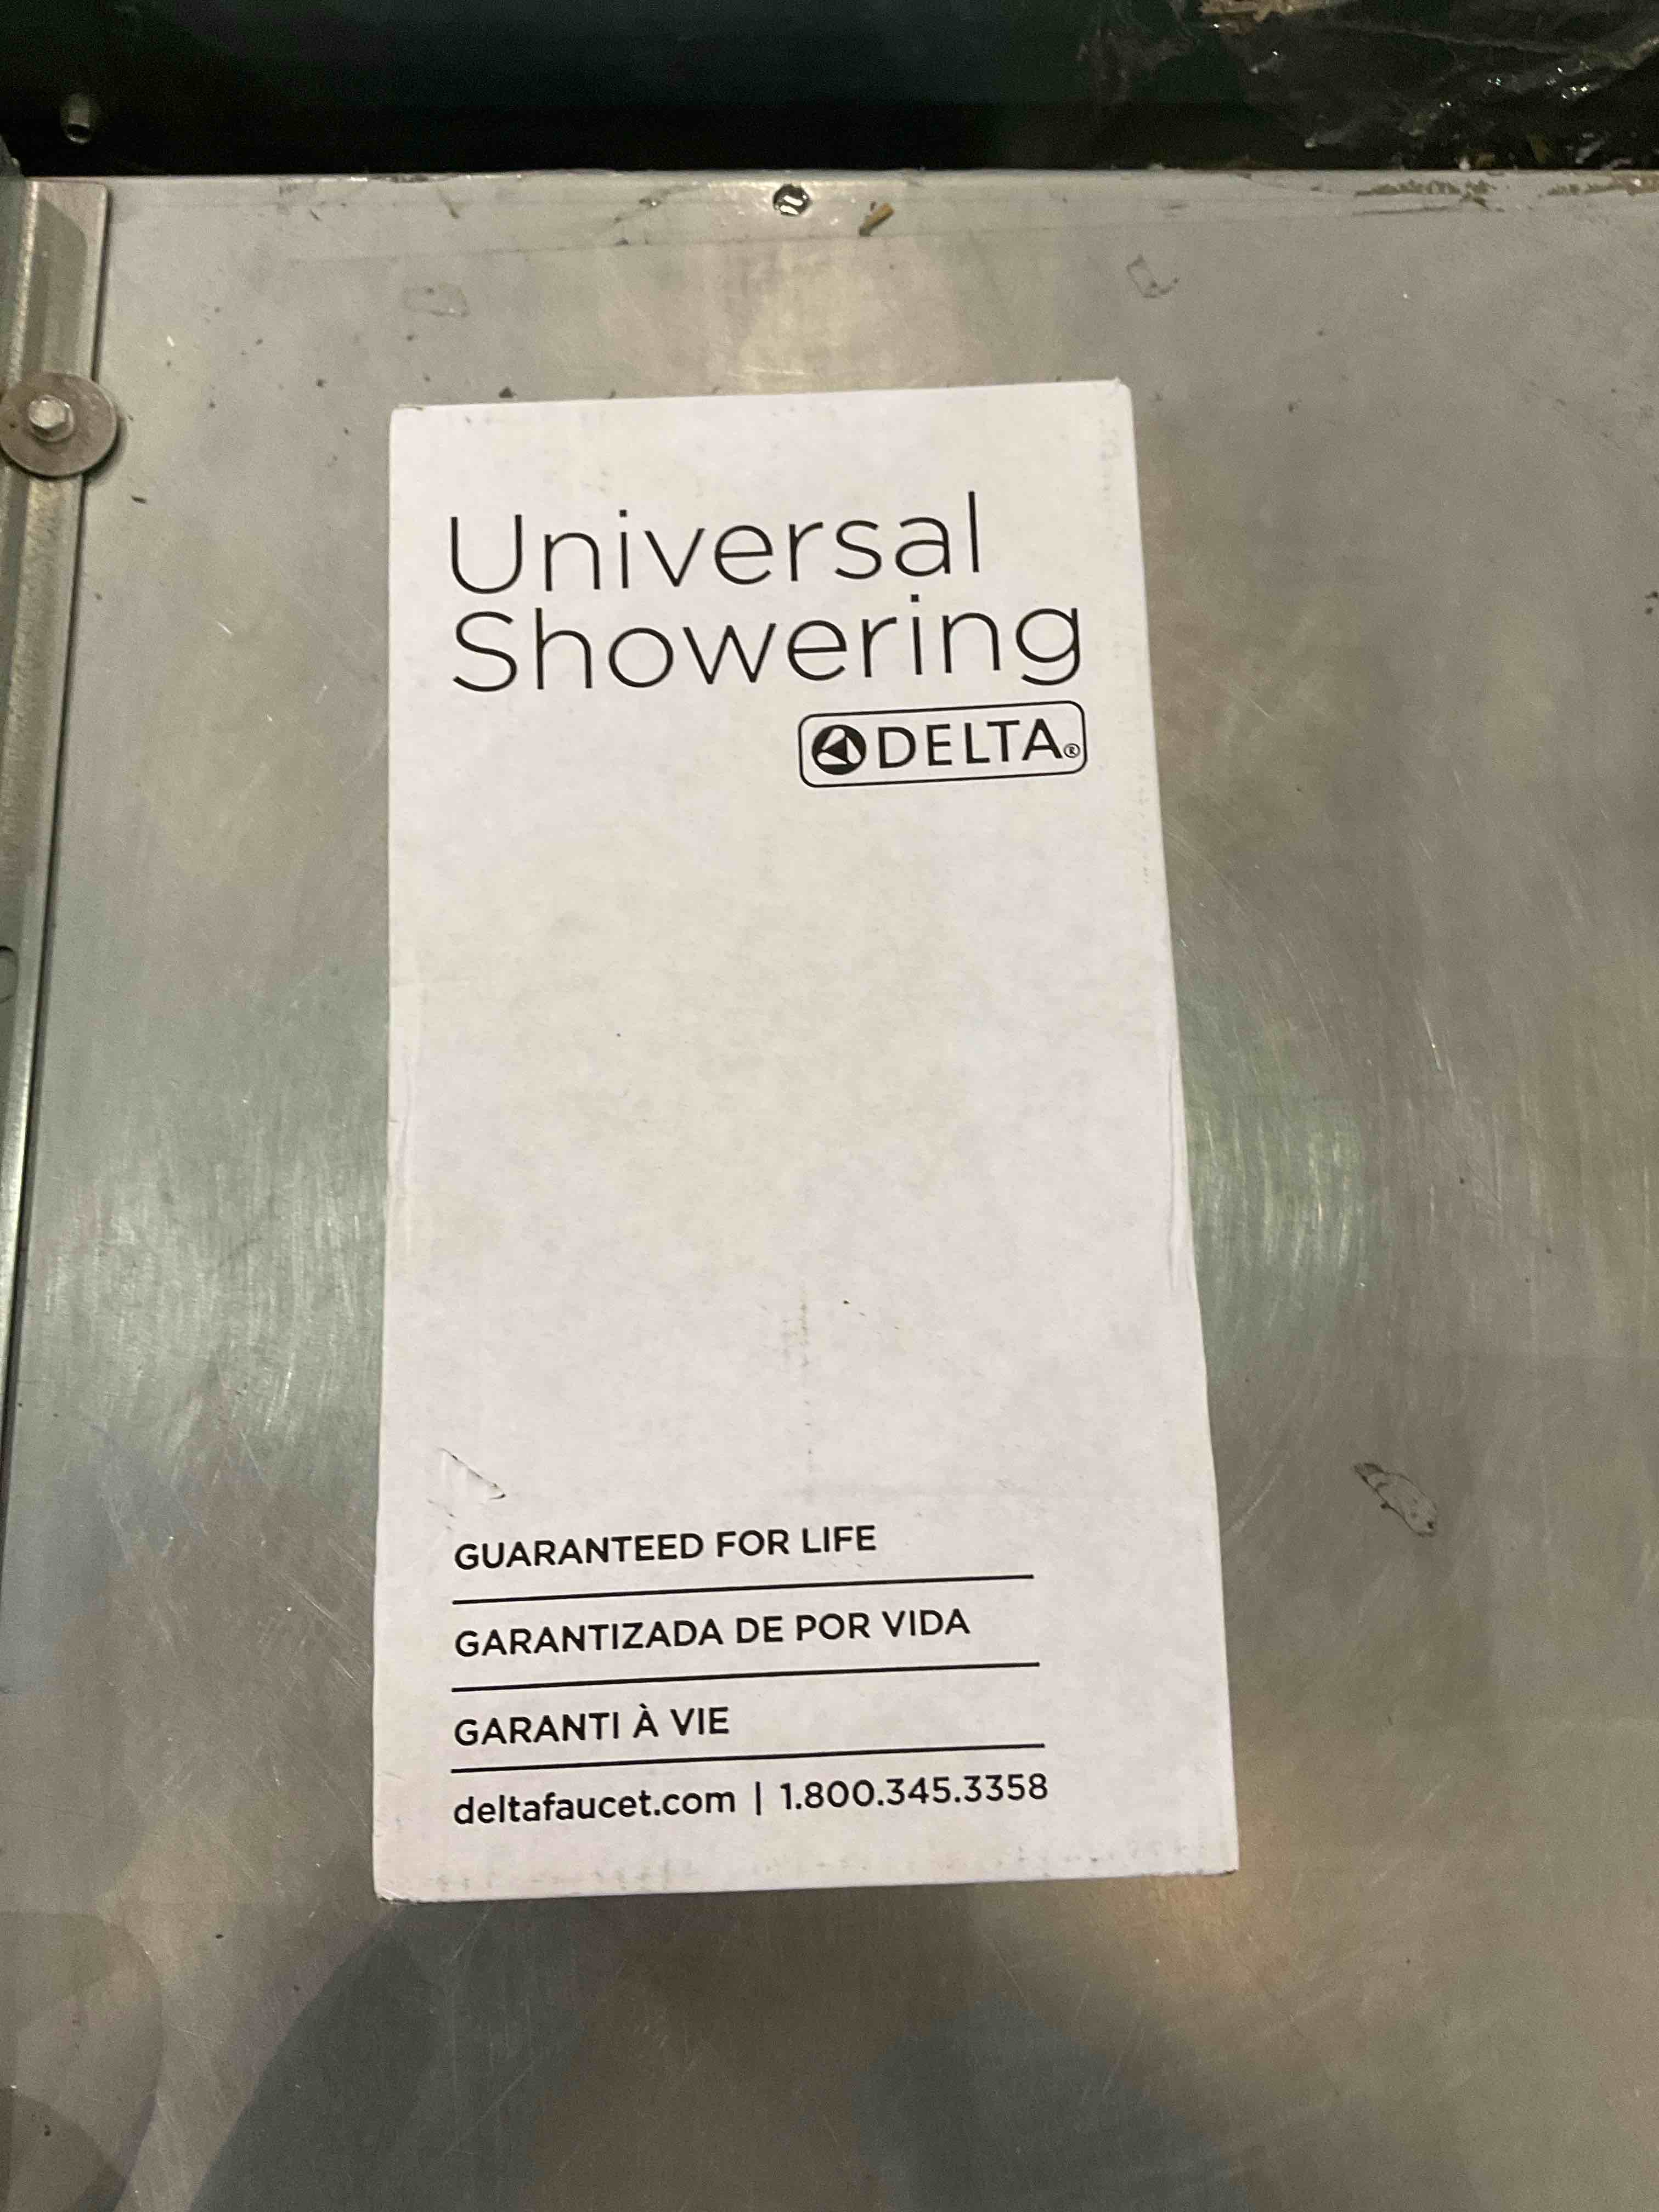 Universal
Showering
DELTA®
GUARANTEED FOR LIFE
GARANTIZADA DE POR VIDA
GARANTI À VIE
deltafaucet.com | 1.800.345.3358